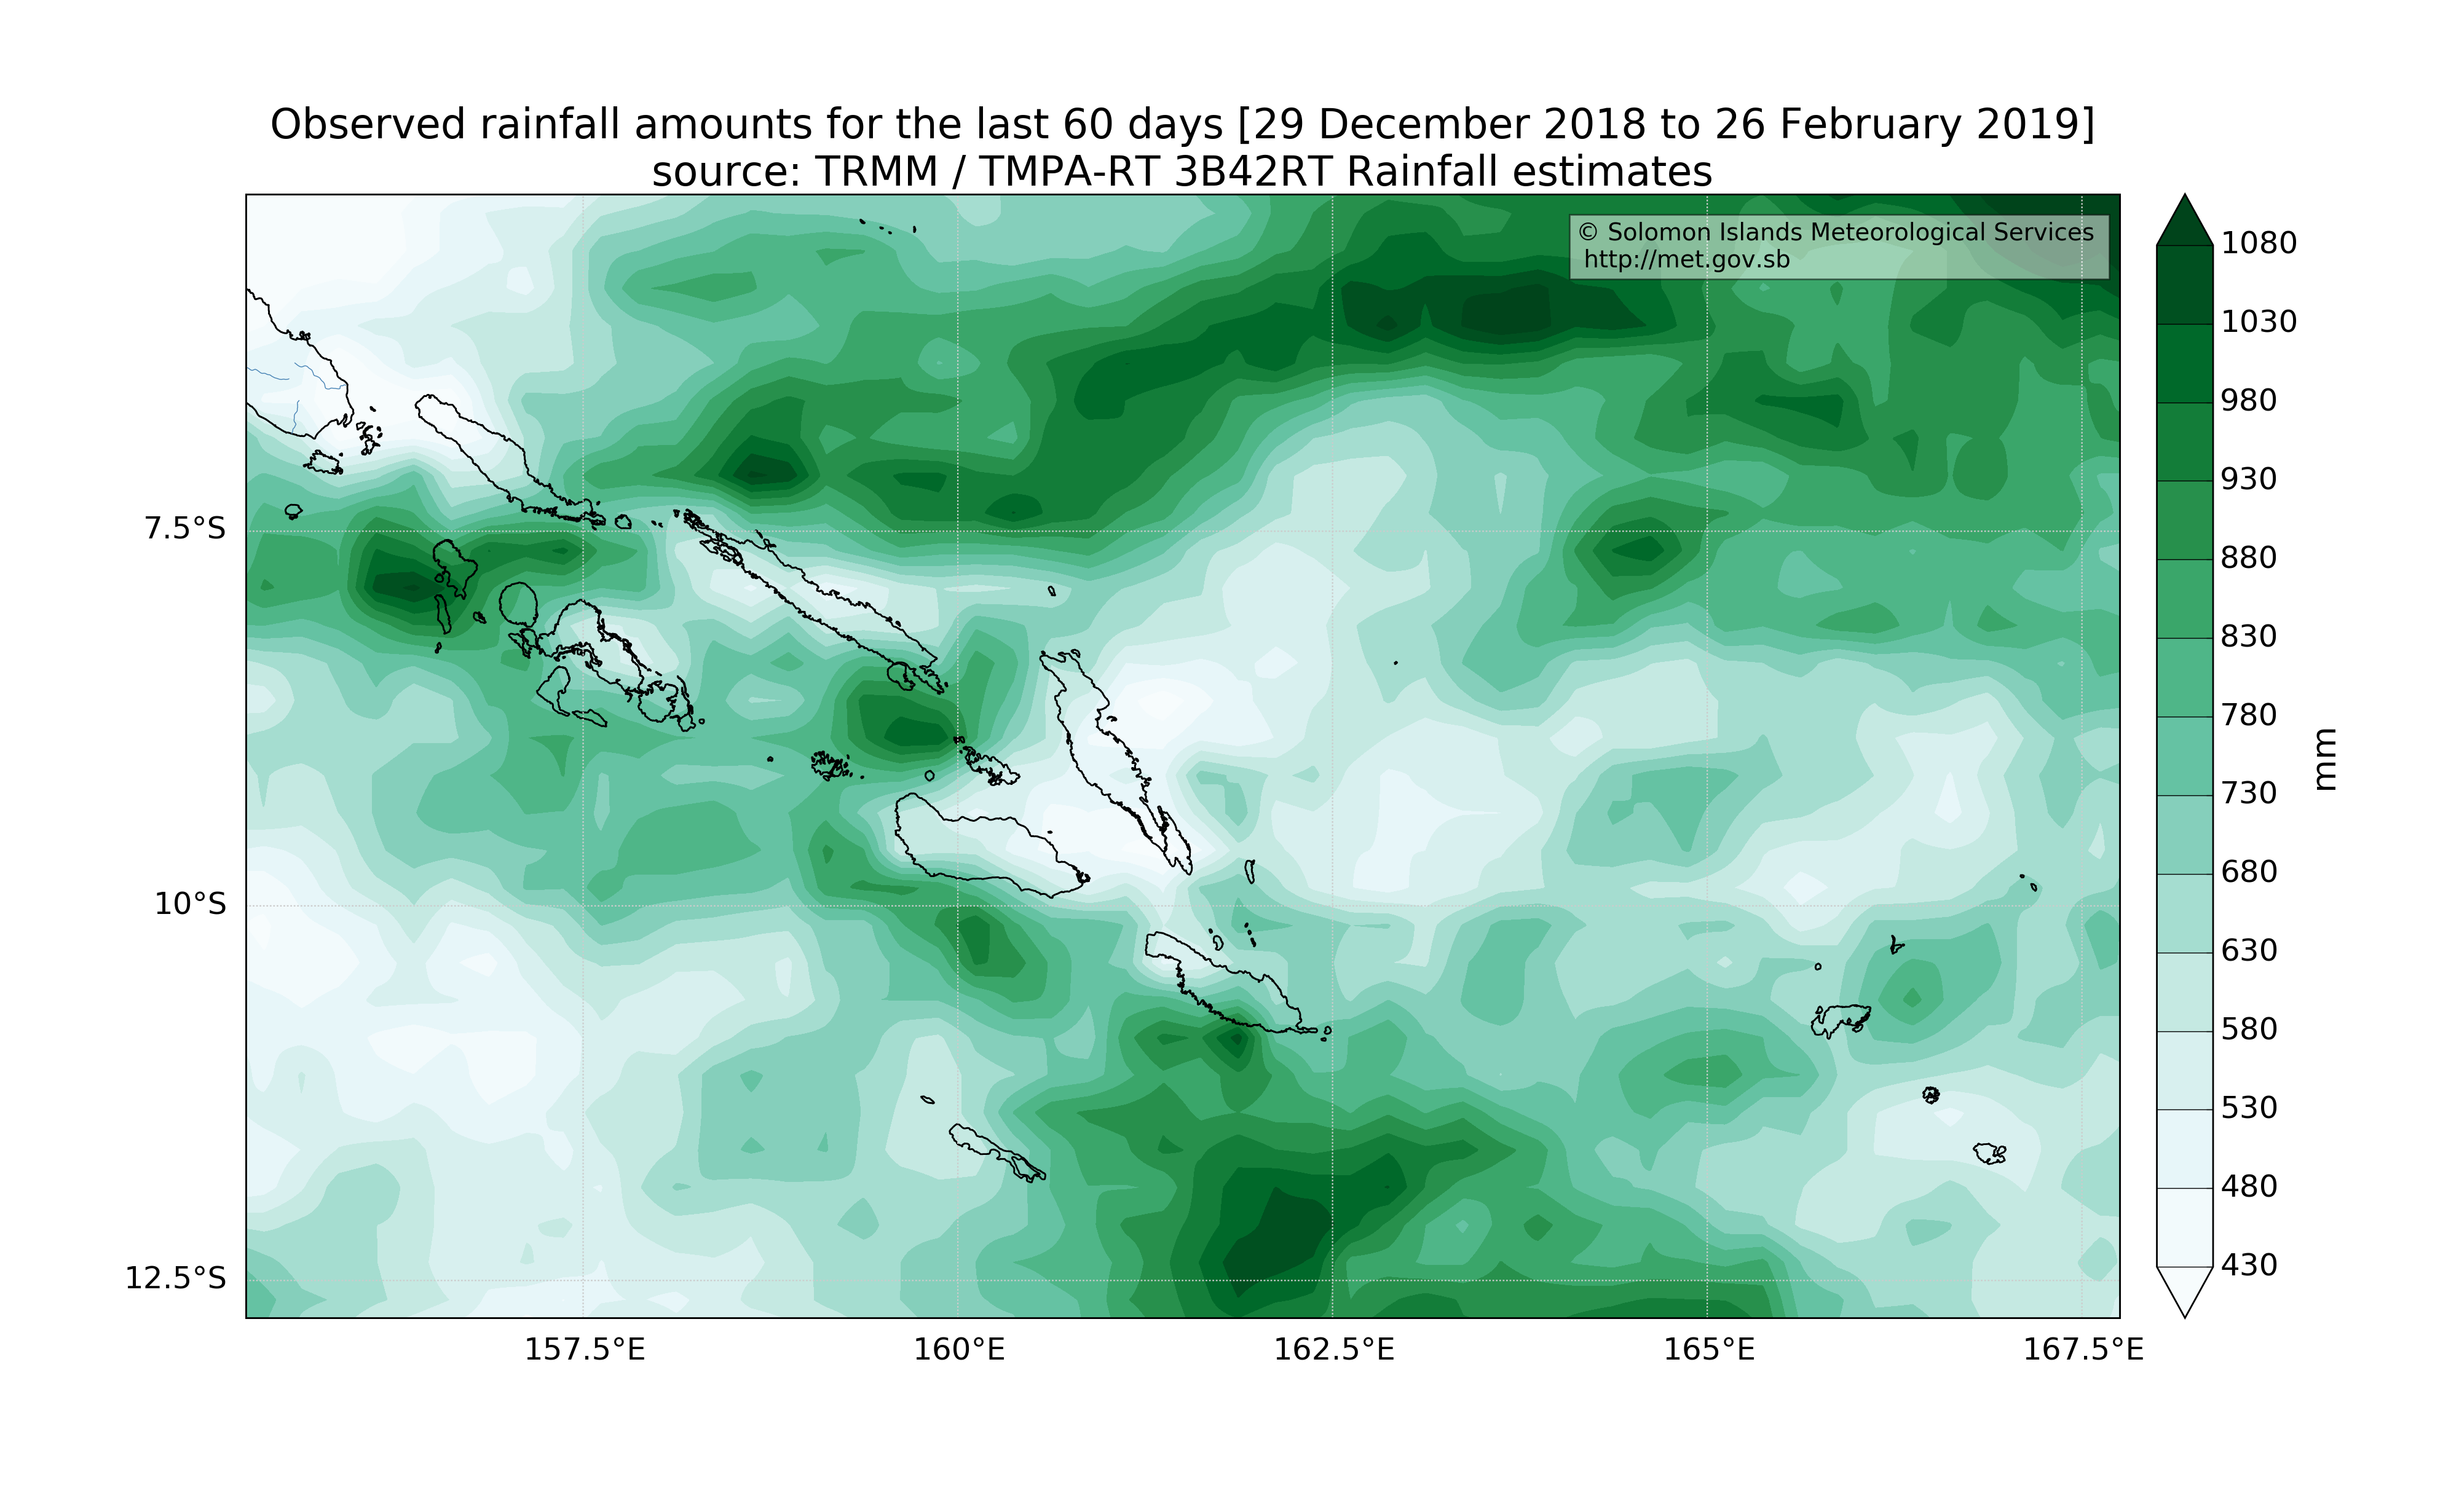 Observed rainfall amounts for the last 60 days [29 December 2018 to 26 February 2019]
source: TRMM / TMPA-RT 3B42RT Rainfall estimates
© Solomon Islands Meteorological Services
http://met.gov.sb
7.5°S
10°S
12.5°S
157.5°E
160°E
162.5°E
165°E
167.5°E
1080
1030
980
930
880
830
780
730
680
630
580
530
480
430
mm